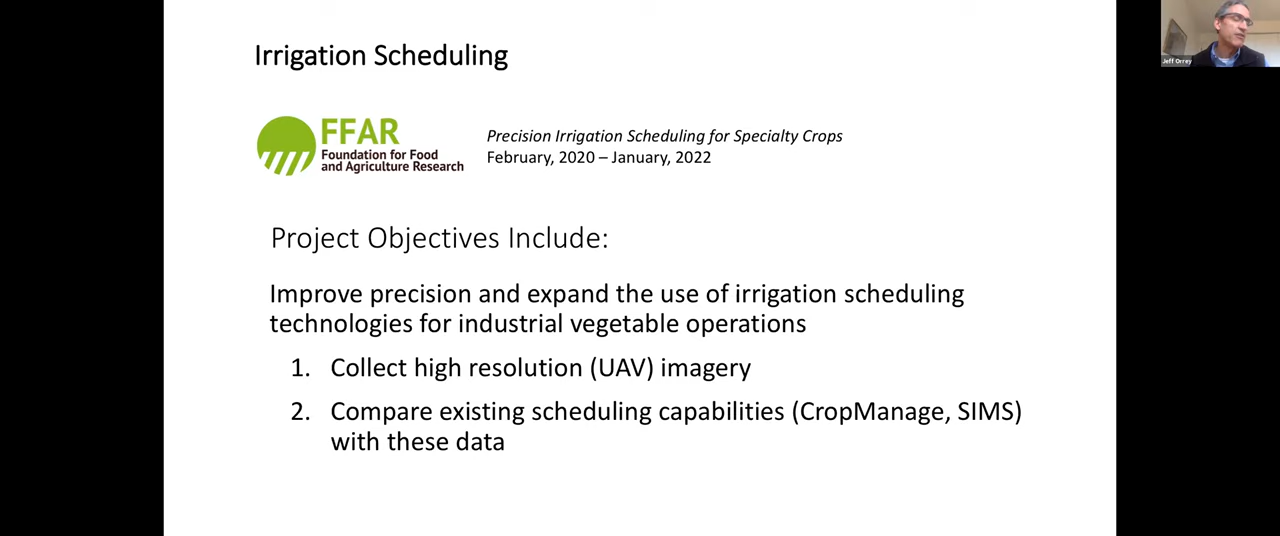 Irrigation Scheduling
FFAR
Foundation for Food
and Agriculture Research
Precision Irrigation Scheduling for Specialty Crops
February, 2020 – January, 2022
Project Objectives Include:
Improve precision and expand the use of irrigation scheduling
technologies for industrial vegetable operations
1. Collect high resolution (UAV) imagery
2. Compare existing scheduling capabilities (CropManage, SIMS)
with these data
Jeff Orrey